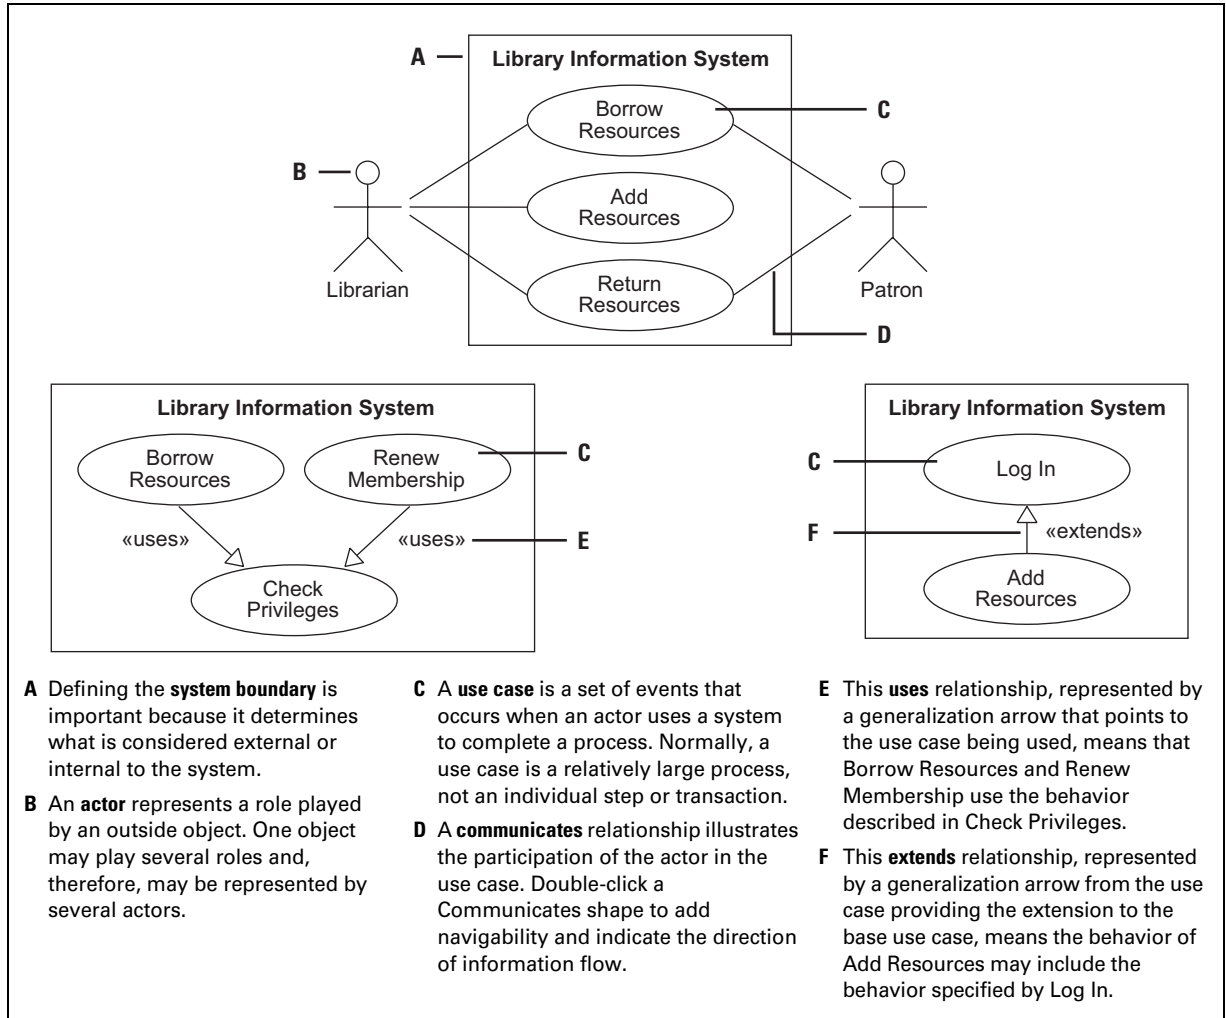 Library Information System
A
Borrow
Resources
C
B
Add
Resources
Return
Resources
Librarian
Patron
D
Library Information System
Borrow
Resources
Renew
Membership
C
«uses»
«uses»
E
Check
Privileges
Library Information System
C
Log In
F
«extends»
Add
Resources
A Defining the system boundary is
important because it determines
what is considered external or
internal to the system.
B An actor represents a role played
by an outside object. One object
may play several roles and,
therefore, may be represented by
several actors.
C A use case is a set of events that
occurs when an actor uses a system
to complete a process. Normally, a
use case is a relatively large process,
not an individual step or transaction.
D A communicates relationship illustrates
the participation of the actor in the
use case. Double-click a
Communicates shape to add
navigability and indicate the direction
of information flow.
E This uses relationship, represented by
a generalization arrow that points to
the use case being used, means that
Borrow Resources and Renew
Membership use the behavior
described in Check Privileges.
F This extends relationship, represented
by a generalization arrow from the use
case providing the extension to the
base use case, means the behavior of
Add Resources may include the
behavior specified by Log In.